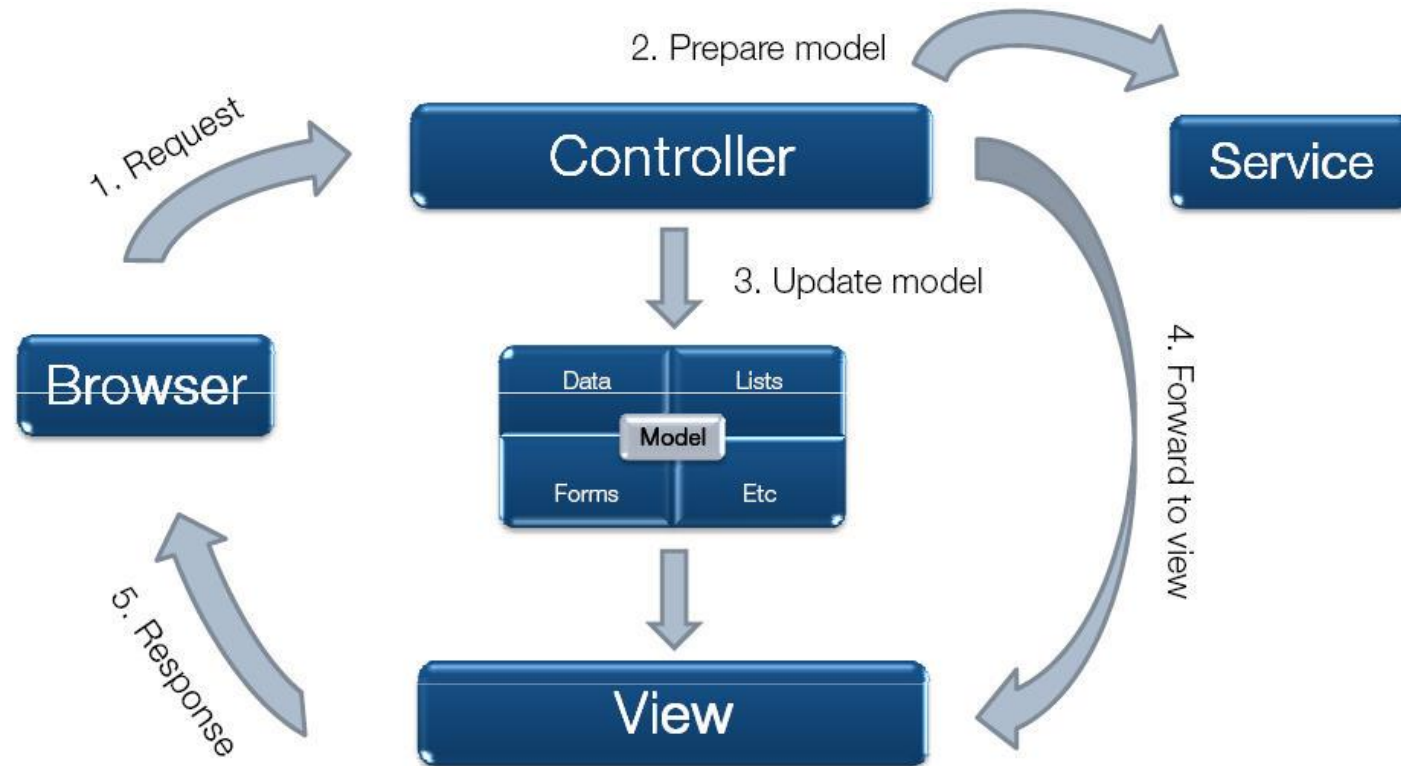 2. Prepare model
1. Request
Controller
Service
3. Update model
Browser
Data
Lists
Model
Forms
Etc
4. Forward to view
5. Response
View